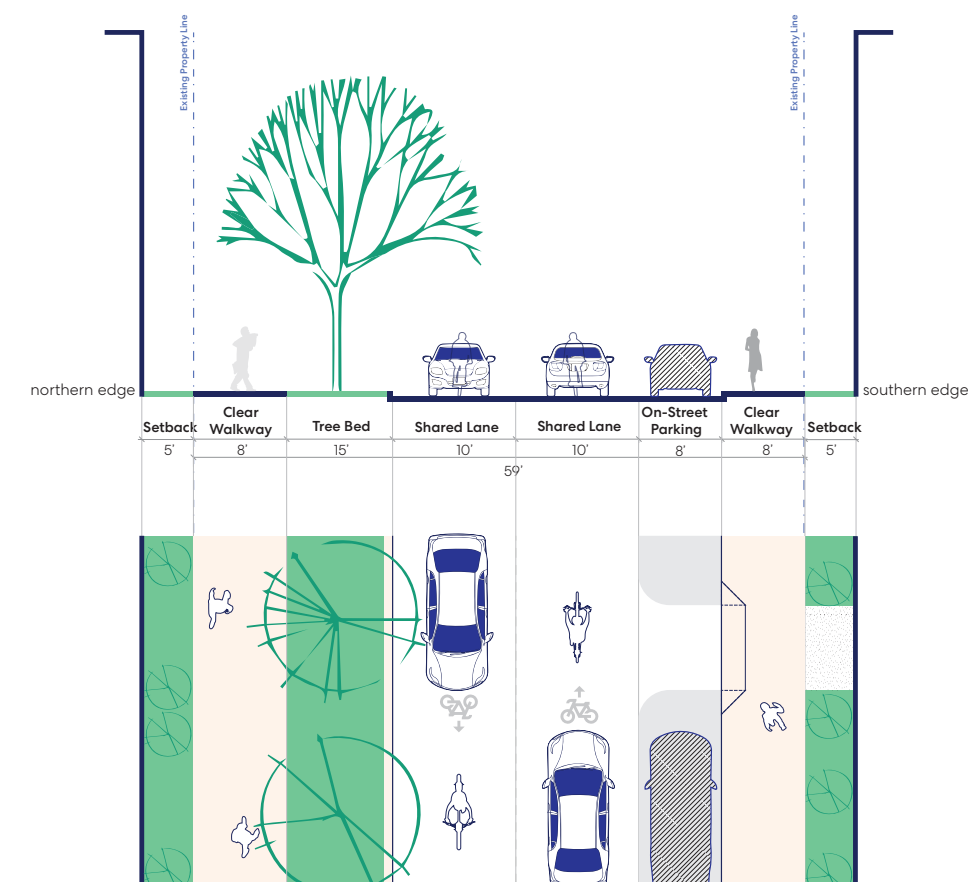 Existing Property Line
Existing Property Line
northern edge
southern edge
Setback
Clear
Walkway
Tree Bed
Shared Lane
Shared Lane
On-Street
Parking
Clear
Walkway
Setback
5'
8'
15'
10'
10'
8'
8'
5'
59'